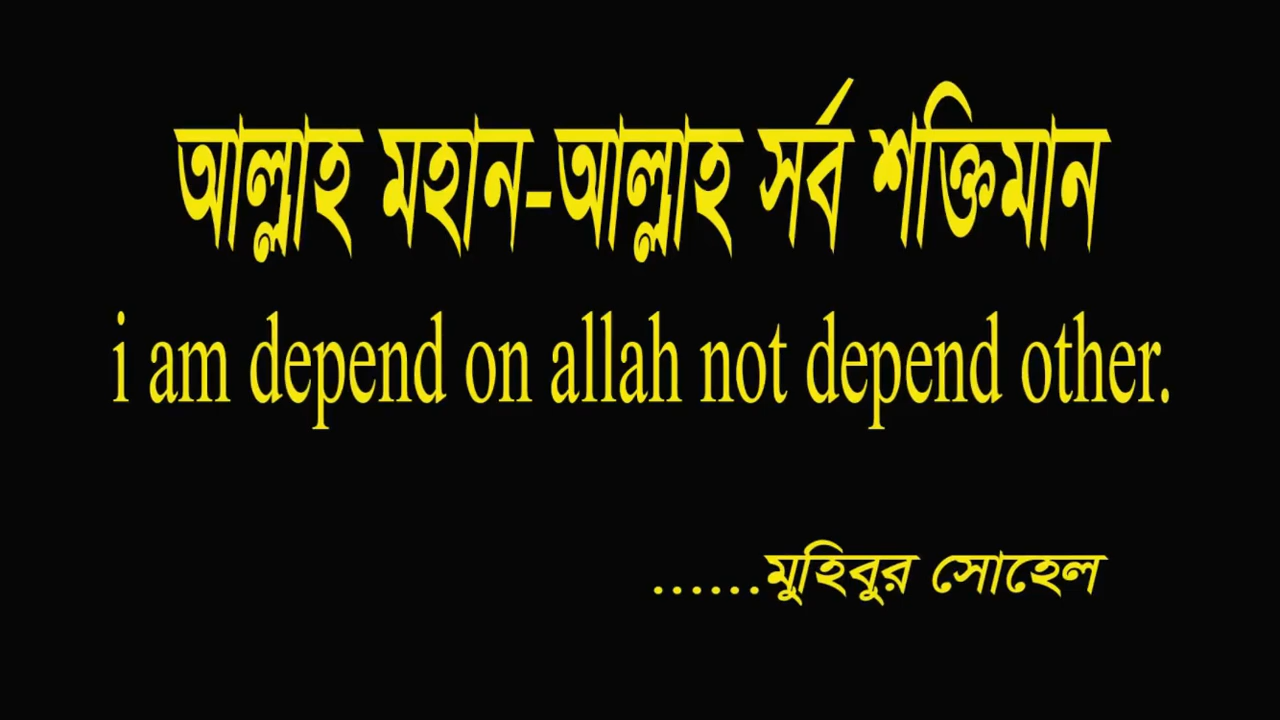 আল্লাহ মহান-আল্লাহ সর্ব শক্তিমান
i am depend on allah not depend other.
......মুহিবুর সোহেল